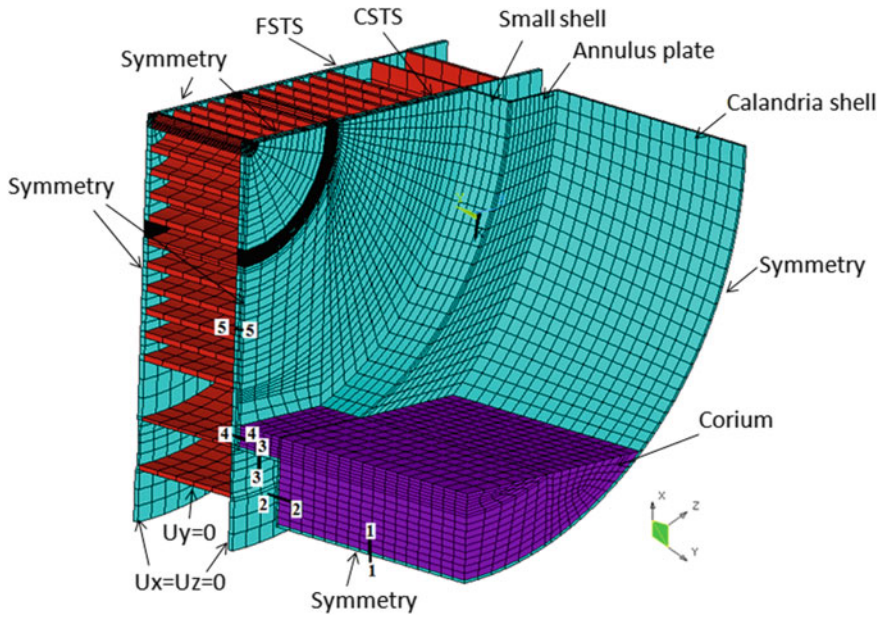 Small shell
CSTS
FSTS
Annulus plate
Symmetry
Calandria shell
Symmetry
Symmetry
5 5
Corium
4 4
3
3
2 2
X
Z
Y
1
1
Uy=0
Ux=Uz=0
Symmetry